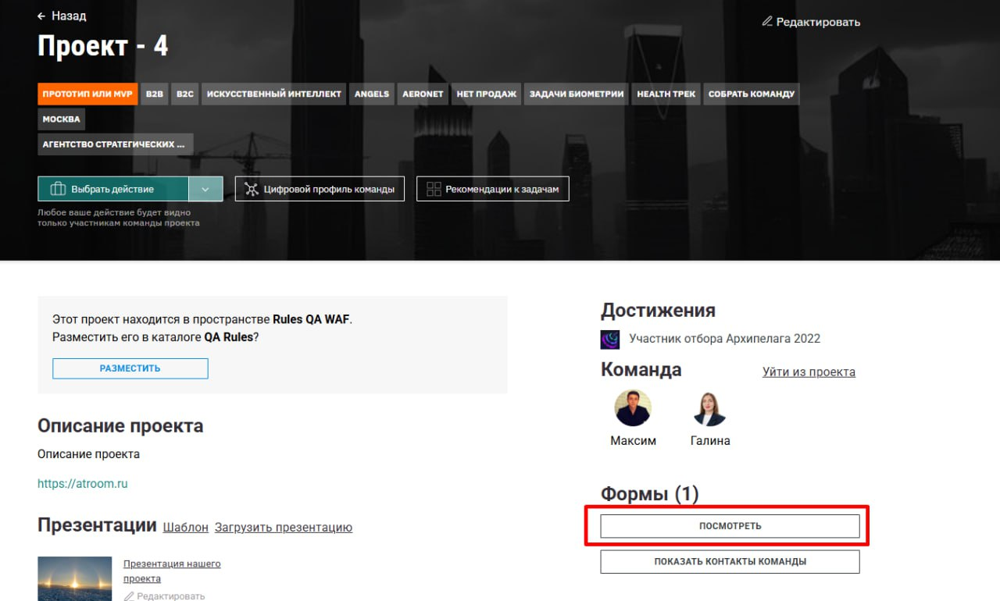 Назад
Редактировать
Проект - 4
ПРОТОТИП ИЛИ MVP B2B B2C ИСКУССТВЕННЫЙ ИНТЕЛЛЕКТ ANGELS AERONET НЕТ ПРОДАЖ ЗАДАЧИ БИОМЕТРИИ HEALTH ТРЕК СОБРАТЬ КОМАНДУ
МОСКВА
АГЕНТСТВО СТРАТЕГИЧЕСКИХ ...
Выбрать действие Цифровой профиль команды Рекомендации к задачам
Любое ваше действие будет видно
только участникам команды проекта
Этот проект находится в пространстве Rules QA WAF.
Разместить его в каталоге QA Rules?
РАЗМЕСТИТЬ
Описание проекта
Описание проекта
https://atroom.ru
Презентации Шаблон Загрузить презентацию
Презентация нашего
проекта
Редактировать
Достижения
Участник отбора Архипелага 2022
Команда Уйти из проекта
Максим Галина
Формы (1)
ПОСМОТРЕТЬ
ПОКАЗАТЬ КОНТАКТЫ КОМАНДЫ